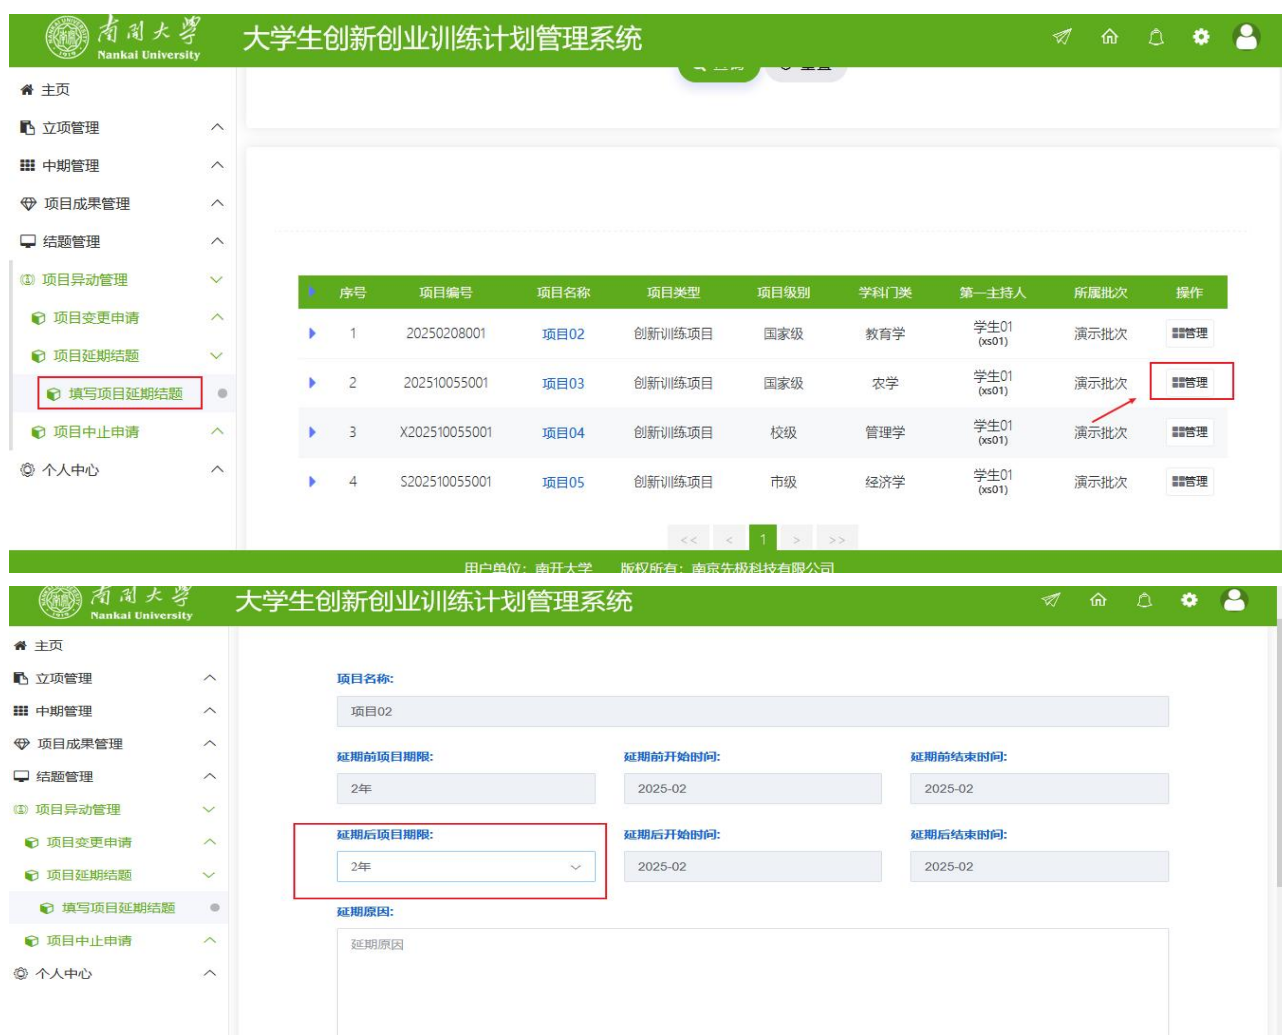 南開大學
Nankai University
大学生创新创业训练计划管理系统
主页
立项管理
中期管理
项目成果管理
结题管理
项目异动管理
项目变更申请
项目延期结题
填写项目延期结题
项目中止申请
个人中心
序号 项目编号 项目名称 项目类型 项目级别 学科门类 第一主持人 所属批次 操作
1 20250208001 项目02 创新训练项目 国家级 教育学 学生01 (xs01) 演示批次 管理
2 202510055001 项目03 创新训练项目 国家级 农学 学生01 (xs01) 演示批次 管理
3 X202510055001 项目04 创新训练项目 校级 管理学 学生01 (xs01) 演示批次 管理
4 S202510055001 项目05 创新训练项目 市级 经济学 学生01 (xs01) 演示批次 管理
<< < 1 > >>
用户单位：南开大学 版权所有：南京先极科技有限公司
南開大學
Nankai University
大学生创新创业训练计划管理系统
主页
立项管理
中期管理
项目成果管理
结题管理
项目异动管理
项目变更申请
项目延期结题
填写项目延期结题
项目中止申请
个人中心
项目名称:
项目02
延期前项目期限: 延期前开始时间: 延期前结束时间:
2年 2025-02 2025-02
延期后项目期限: 延期后开始时间: 延期后结束时间:
2年 2025-02 2025-02
延期原因:
延期原因